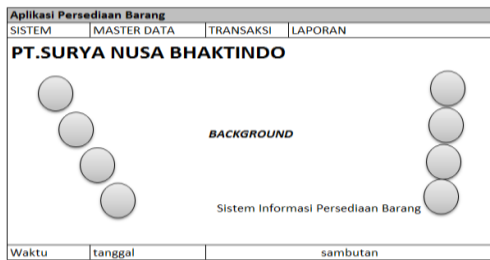 Aplikasi Persediaan Barang
SISTEM MASTER DATA TRANSAKSI LAPORAN
PT.SURYA NUSA BHAKTINDO
BACKGROUND
Sistem Informasi Persediaan Barang
Waktu tanggal sambutan